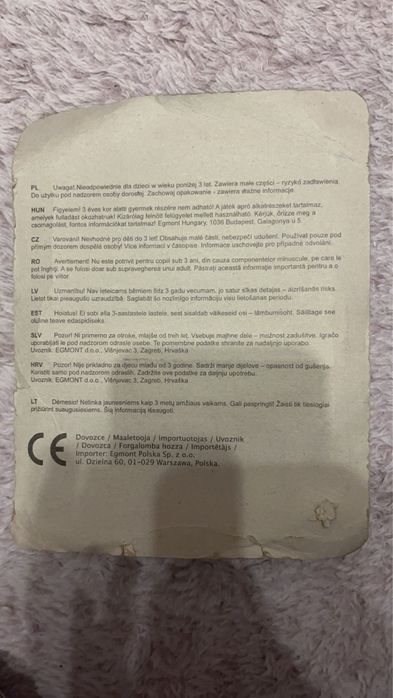 PL Uwaga! Nieodpowiednie dla dzieci w wieku poniżej 3 lat. Zawiera małe części – ryzyko zadławienia.
Do użytku pod nadzorem osoby dorosłej. Zachowaj opakowanie - zawiera ważne informacje.
HUN Figyelem! 3 éves kor alatti gyermek részére nem adható! A játék apró alkatrészeket tartalmaz,
amelyek fulladást okozhatnak! Kizárólag felnőtt felügyelet mellett használható. Kérjük, őrizze meg a
csomagolást, fontos információkat tartalmaz! Egmont Hungary, 1036 Budapest, Galagonya u 5.
CZ Varování! Nevhodné pro děti do 3 let! Obsahuje malé části, nebezpečí udušení. Používat pouze pod
přímým dozorem dospělé osoby! Více informací v časopise. Informace uschovejte pro případné odvolání.
RO Avertisment! Nu este potrivit pentru copiii sub 3 ani, din cauza componentelor minuscule, pe care le
pot înghiţi. A se folosi doar sub supravegherea unui adult. Păstraţi această informaţie importantă pentru a o
folosi pe viitor.
LV Uzmanību! Nav ieteicams bērniem līdz 3 gadu vecumam, jo satur sīkas detaļas – aizrīšanās risks.
Lietot tikai pieaugušo uzraudzībā. Saglabāt šo nozīmīgo informāciju visu lietošanas periodu.
EST Hoiatus! Ei sobi alla 3-aastastele lastele, sest sisaldab väikeseid osi – lämbumisoht. Säilitage see
oluline teave edaspidiseks.
SLV Pozor! Ni primerno za otroke, mlajše od treh let. Vsebuje majhne dele – možnost zadušitve. Igračo
uporabljati le pod nadzorom odrasle osebe. Te pomembne podatke shranite za nadaljnjo uporabo.
Uvoznik: EGMONT d.o.o., Višnjevac 3, Zagreb, Hrvaška
HRV Pozor! Nije prikladno za djecu mlađu od 3 godine. Sadrži manje dijelove – opasnost od gušenja.
Koristiti samo pod nadzorom odraslih. Zadržite ove podatke za daljnju upotrebu.
Uvoznik: EGMONT d.o.o., Višnjevac 3, Zagreb, Hrvatska
LT Dėmesio! Netinka jaunesniems kaip 3 metų amžiaus vaikams. Gali paspringti! Žaisti tik tiesiogiai
prižiūrint suaugusiesiems. Šią informaciją išsaugoti.
CE Dovozce / Maaletooja / Importuotojas / Uvoznik
/ Dovozca / Forgalomba hozza / Importētājs /
Importer: Egmont Polska Sp. z o.o.
ul. Dzielna 60, 01-029 Warszawa, Polska.